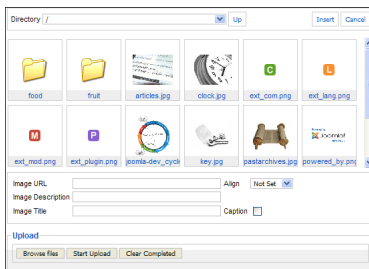 Directory / Up Insert Cancel
C L
food fruit articles.jpg clock.jpg ext_com.png ext_lang.png
M P Joomla!
ext_mod.png ext_plugin.png joomla-dev_cycle key.jpg pastarchives.jpg powered_by.png
Image URL Align Not Set
Image Description
Image Title Caption
Upload
Browse files Start Upload Clear Completed